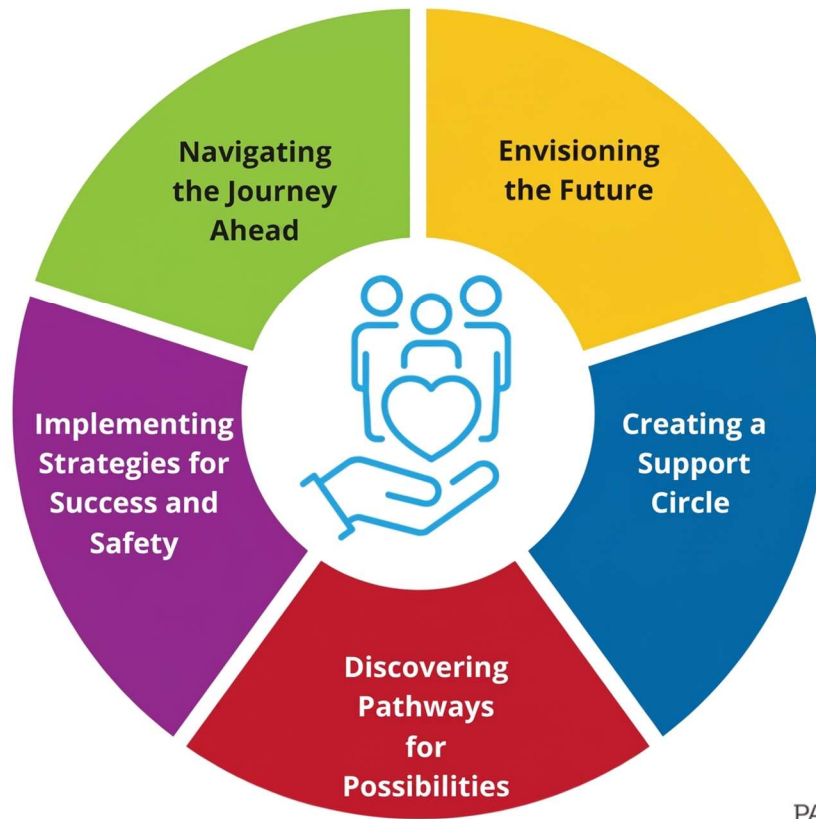 Navigating
the Journey
Ahead
Envisioning
the Future
Implementing
Strategies for
Success and
Safety
Creating a
Support
Circle
Discovering
Pathways
for
Possibilities
PA